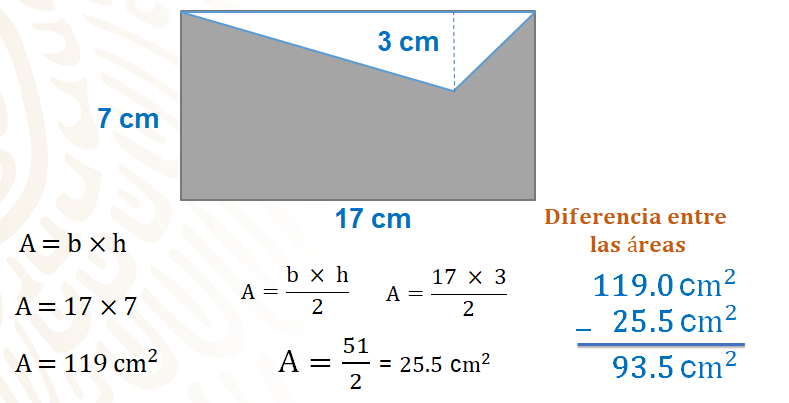 3 cm
7 cm
17 cm
A = b × h
A = 17 × 7
A = 119 cm²
A = b × h / 2
A = 17 × 3 / 2
A = 51 / 2 = 25.5 cm²
Diferencia entre
las áreas
119.0 cm²
– 25.5 cm²
93.5 cm²